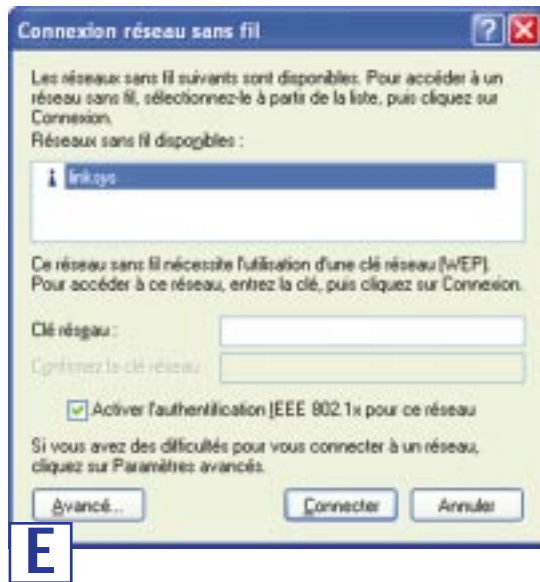 Connexion réseau sans fil
Les réseaux sans fil suivants sont disponibles. Pour accéder à un
réseau sans fil, sélectionnez-le à partir de la liste, puis cliquez sur
Connexion.
Réseaux sans fil disponibles :
linksys
Ce réseau sans fil nécessite l'utilisation d'une clé réseau (WEP).
Pour accéder à ce réseau, entrez la clé, puis cliquez sur Connexion.
Clé réseau :
Confirmez la clé réseau
Activer l'authentification IEEE 802.1x pour ce réseau
Si vous avez des difficultés pour vous connecter à un réseau,
cliquez sur Paramètres avancés.
Avancé... Connecter Annuler
E